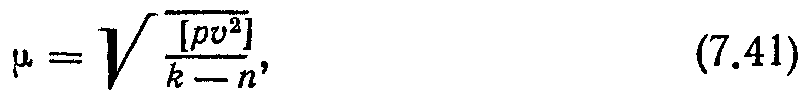 μ = √[pv²]/k — n, (7.41)